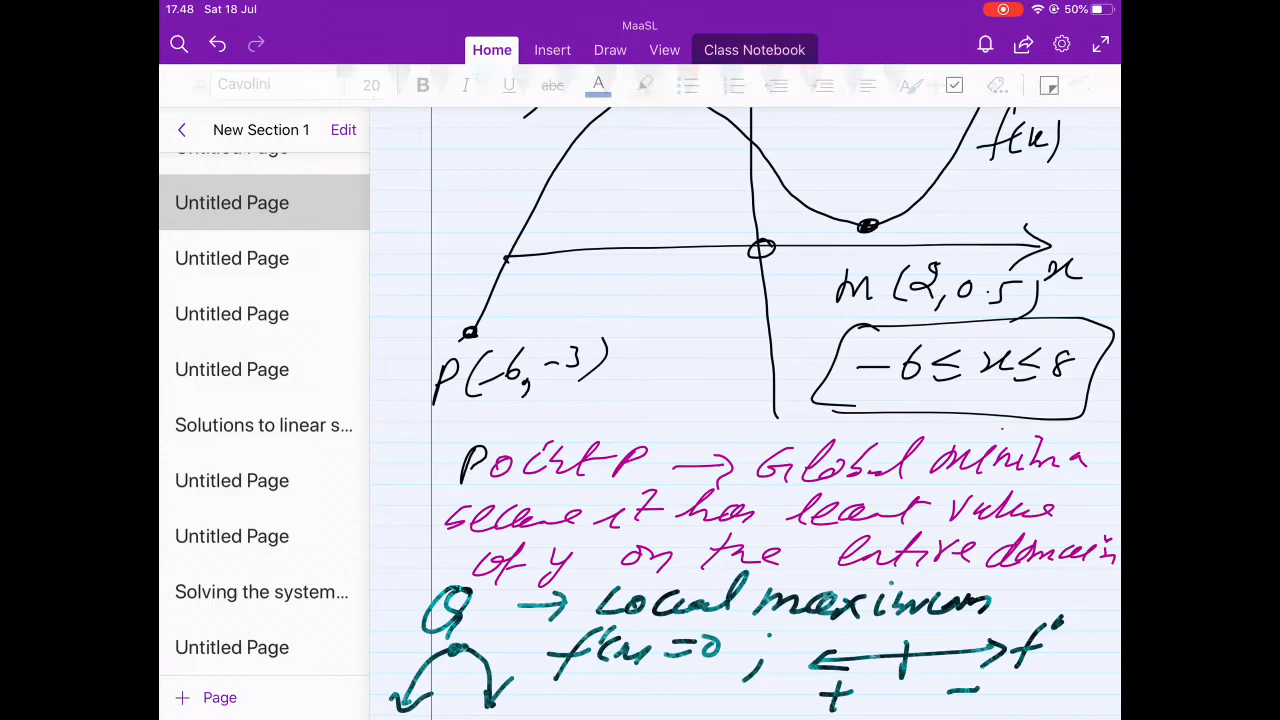 17.48 Sat 18 Jul
50%
MaaSL
Home Insert Draw View Class Notebook
Cavolini 20 B I U abc A
New Section 1 Edit
Untitled Page
Untitled Page
Untitled Page
Untitled Page
Solutions to linear s...
Untitled Page
Untitled Page
Solving the system...
Untitled Page
+ Page
f(x)
x
M(2, 0.5)
P(-6, -3)
-6 ≤ x ≤ 8
Point P → Global minima
it has least value
of y on the entire domain
Q → Local maximum
f'(x) = 0 ; f'
+ -